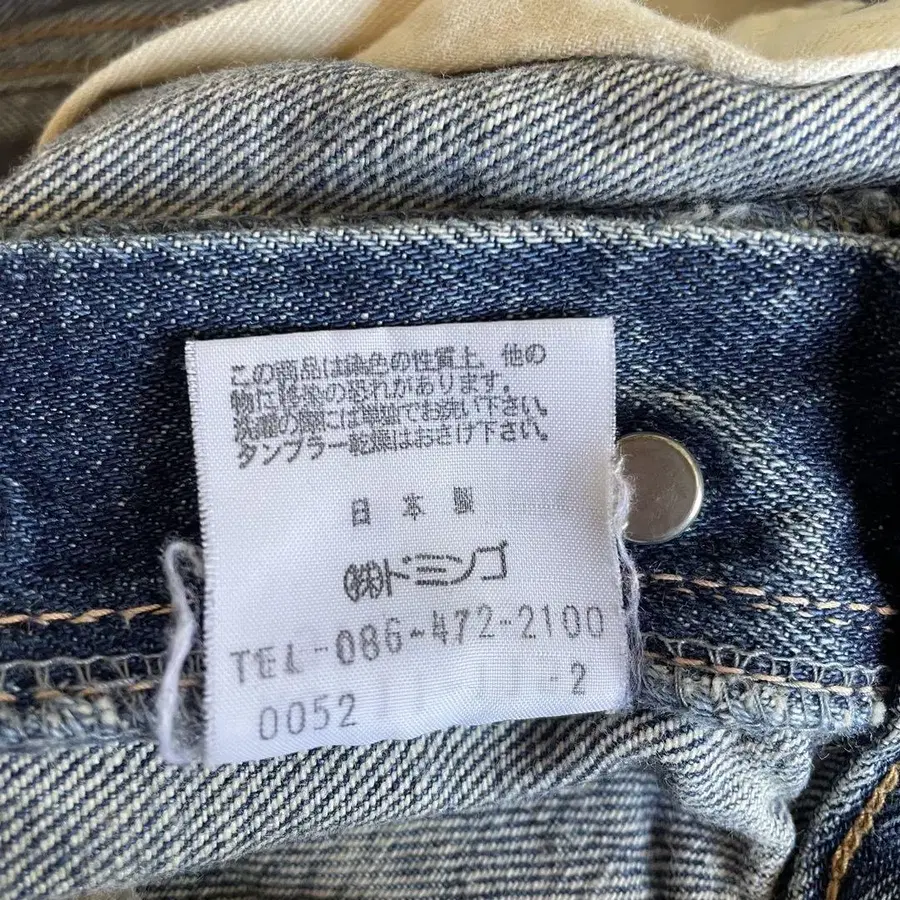 この商品は染色の性質上、他の
物に移染の恐れがあります。
洗濯の際には単独でお洗い下さい。
タンブラー乾燥はおさけ下さい。
日本製
㈱ドミンゴ
TEL-086-472-2100
0052 -2